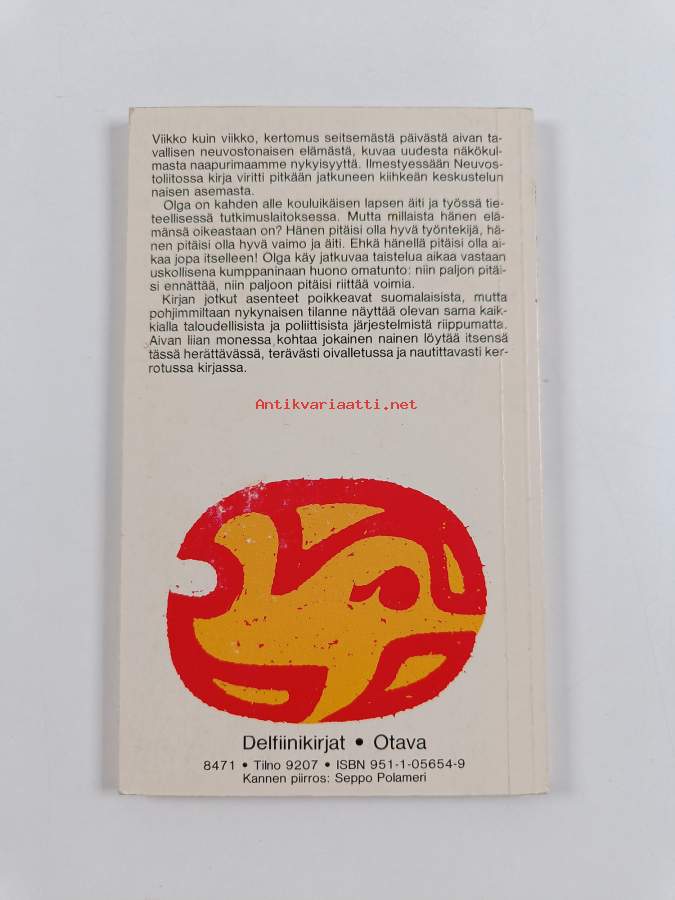 Viikko kuin viikko, kertomus seitsemästä päivästä aivan ta-
vallisen neuvostonaisen elämästä, kuvaa uudesta näkökul-
masta naapurimaamme nykyisyyttä. Ilmestyessään Neuvos-
toliitossa kirja viritti pitkään jatkuneen kiihkeän keskustelun
naisen asemasta.
Olga on kahden alle kouluikäisen lapsen äiti ja työssä tie-
teellisessä tutkimuslaitoksessa. Mutta millaista hänen elä-
mänsä oikeastaan on? Hänen pitäisi olla hyvä työntekijä, hä-
nen pitäisi olla hyvä vaimo ja äiti. Ehkä hänellä pitäisi olla ai-
kaa jopa itselleen! Olga käy jatkuvaa taistelua aikaa vastaan
uskollisena kumppaninaan huono omatunto: niin paljon pitäi-
si ennättää, niin paljoon pitäisi riittää voimia.
Kirjan jotkut asenteet poikkeavat suomalaisista, mutta
pohjimmiltaan nykynaisen tilanne näyttää olevan sama kaik-
kialla taloudellisista ja poliittisista järjestelmistä riippumatta.
Aivan liian monessa kohtaa jokainen nainen löytää itsensä
tässä herättävässä, terävästi oivalletussa ja nautittavasti ker-
rotussa kirjassa.
Antikvariaatti.net
Delfiinikirjat • Otava
8471 • Tilno 9207 • ISBN 951-1-05654-9
Kannen piirros: Seppo Polameri